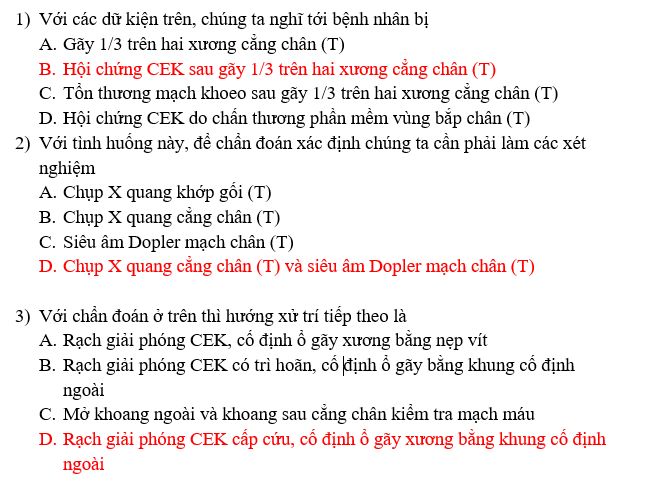 1) Với các dữ kiện trên, chúng ta nghĩ tới bệnh nhân bị
A. Gãy 1/3 trên hai xương cẳng chân (T)
B. Hội chứng CEK sau gãy 1/3 trên hai xương cẳng chân (T)
C. Tổn thương mạch khoeo sau gãy 1/3 trên hai xương cẳng chân (T)
D. Hội chứng CEK do chấn thương phần mềm vùng bắp chân (T)
2) Với tình huống này, để chẩn đoán xác định chúng ta cần phải làm các xét
nghiệm
A. Chụp X quang khớp gối (T)
B. Chụp X quang cẳng chân (T)
C. Siêu âm Dopler mạch chân (T)
D. Chụp X quang cẳng chân (T) và siêu âm Dopler mạch chân (T)
3) Với chẩn đoán ở trên thì hướng xử trí tiếp theo là
A. Rạch giải phóng CEK, cố định ổ gãy xương bằng nẹp vít
B. Rạch giải phóng CEK có trì hoãn, cố định ổ gãy bằng khung cố định
ngoài
C. Mở khoang ngoài và khoang sau cẳng chân kiểm tra mạch máu
D. Rạch giải phóng CEK cấp cứu, cố định ổ gãy xương bằng khung cố định
ngoài